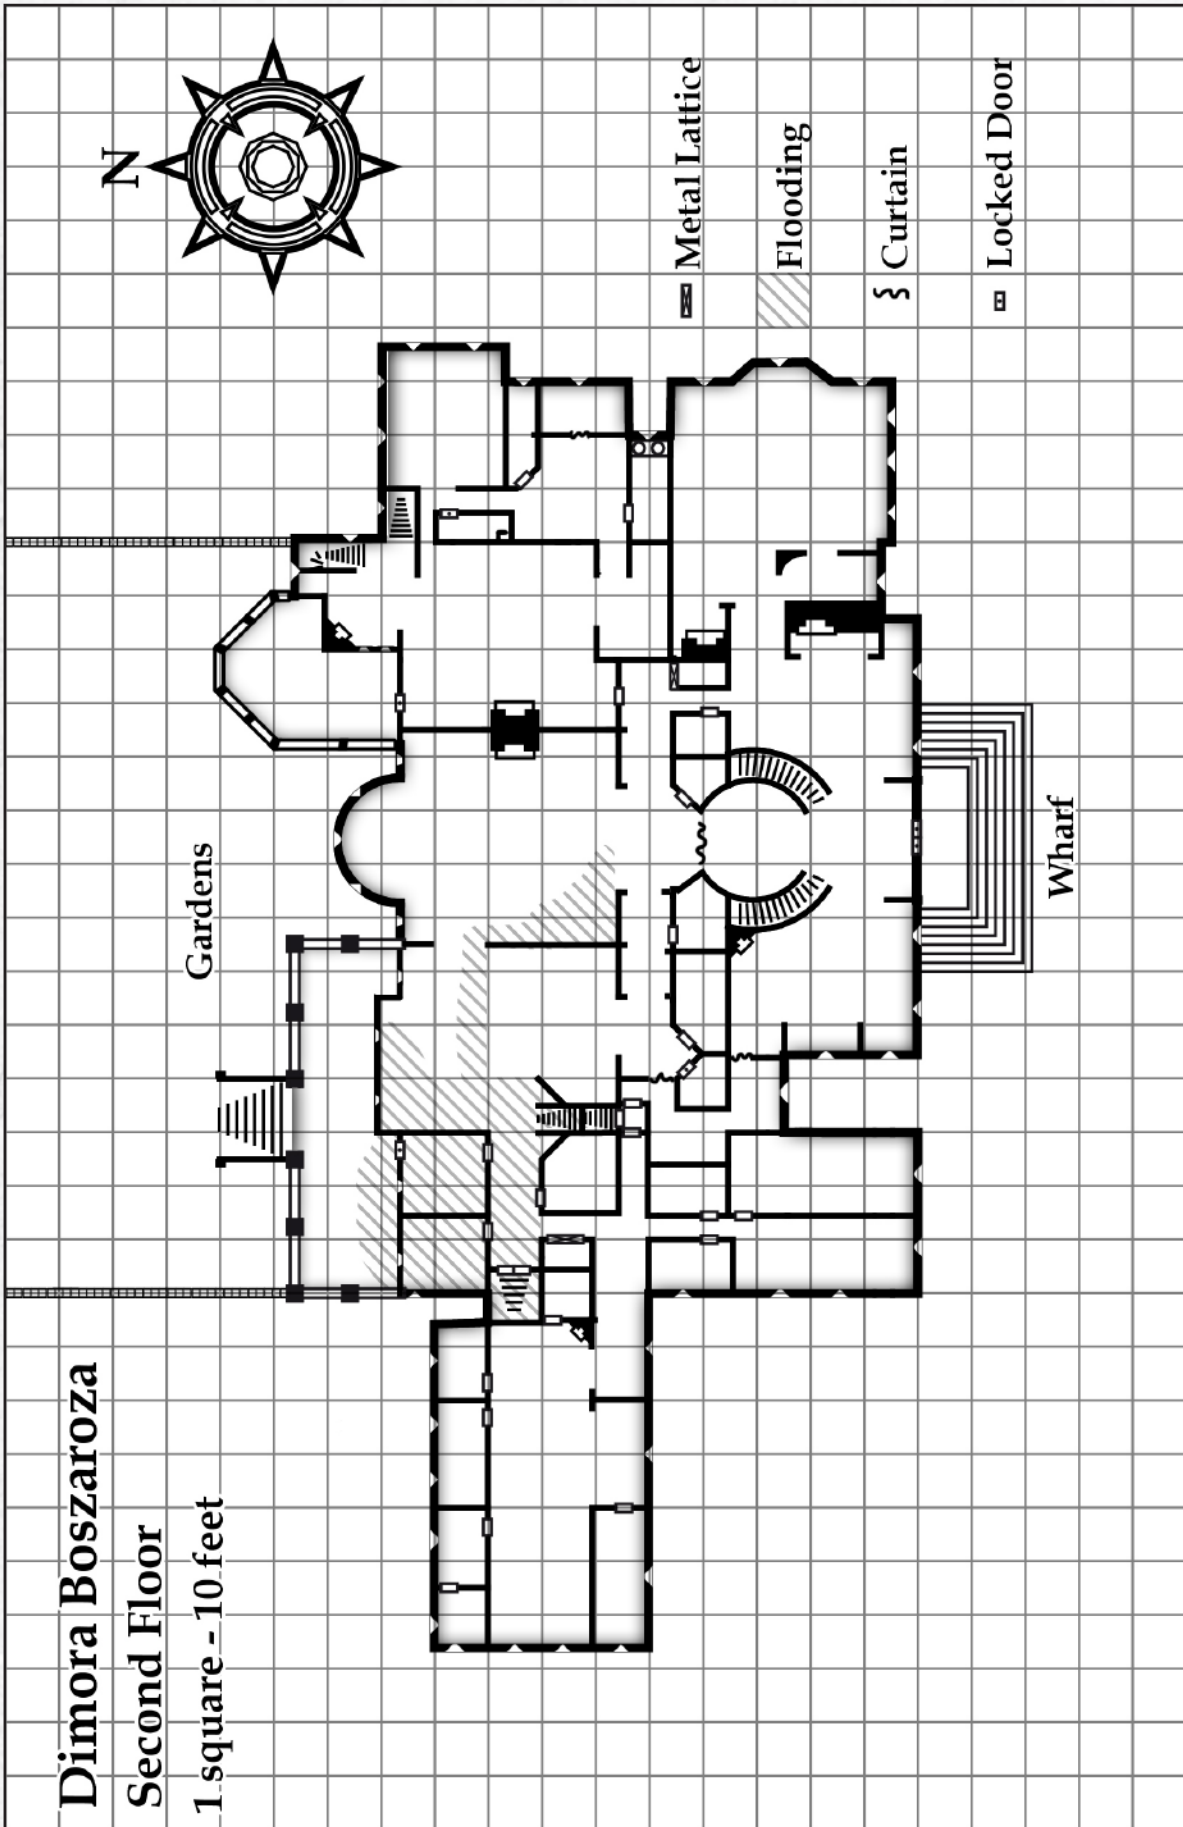 Dimora Boszaroza
Second Floor
1 square - 10 feet
Gardens
N
Metal Lattice
Flooding
Curtain
Locked Door
Wharf